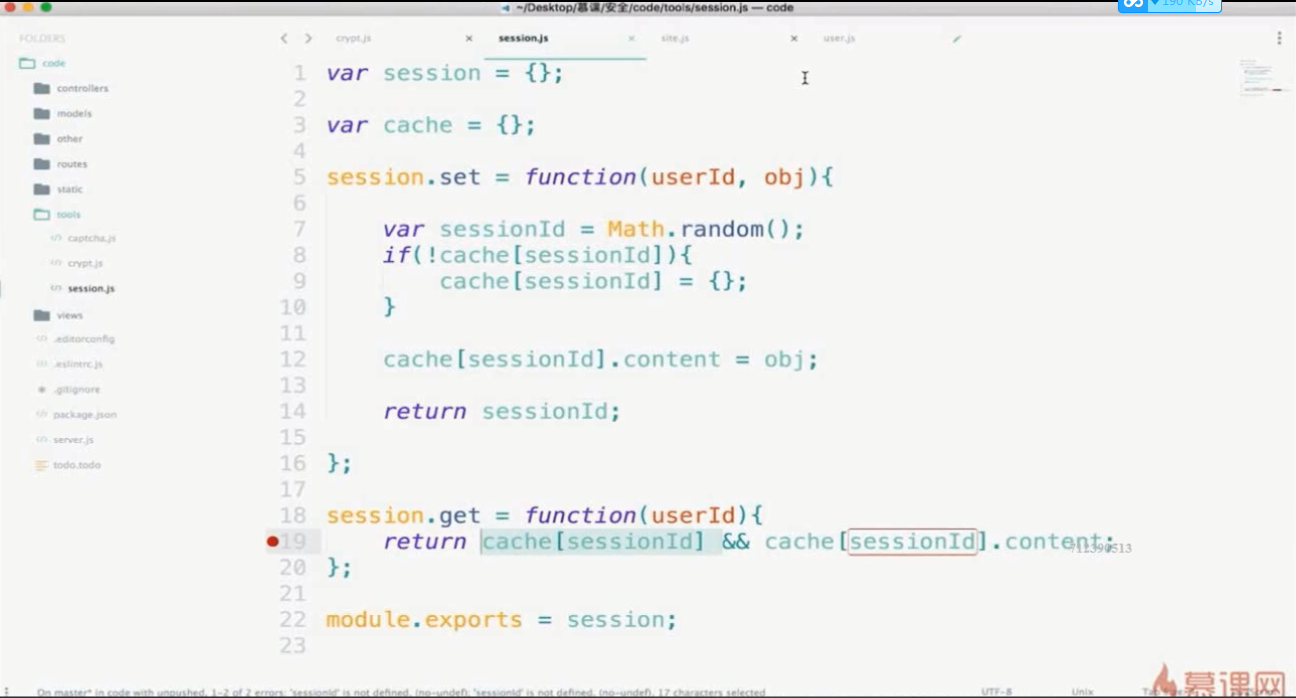 ~/Desktop/慕课/安全/code/tools/session.js — code
190 KB/s
FOLDERS
code
controllers
models
other
routes
static
tools
captcha.js
crypt.js
session.js
views
.editorconfig
.eslintrc.js
.gitignore
package.json
server.js
todo.todo
crypt.js × session.js × site.js × user.js
1 var session = {};
2
3 var cache = {};
4
5 session.set = function(userId, obj){
6
7 var sessionId = Math.random();
8 if(!cache[sessionId]){
9 cache[sessionId] = {};
10 }
11
12 cache[sessionId].content = obj;
13
14 return sessionId;
15
16 };
17
18 session.get = function(userId){
19 return cache[sessionId] && cache[sessionId].content;
20 };
21
22 module.exports = session;
23
712390513
On master* in code with unpushed, 1-2 of 2 errors: 'sessionId' is not defined. (no-undef); 'sessionId' is not defined. (no-undef), 17 characters selected
UTF-8
Unix
慕课网